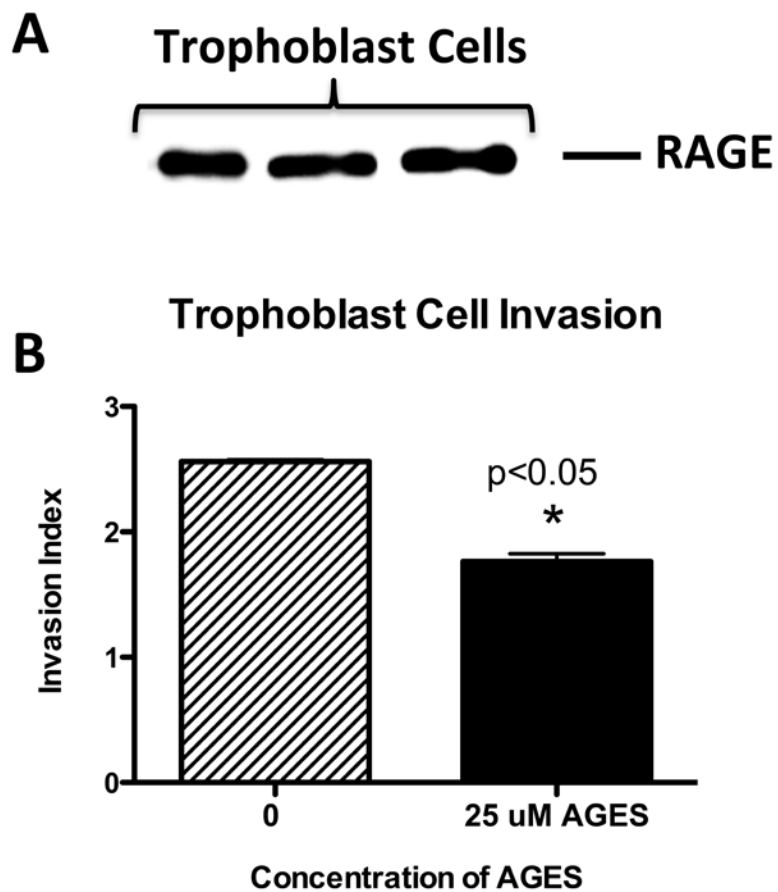 A
Trophoblast Cells
RAGE
Trophoblast Cell Invasion
B
3
p<0.05
*
2
Invasion Index
1
0
0
25 uM AGES
Concentration of AGES